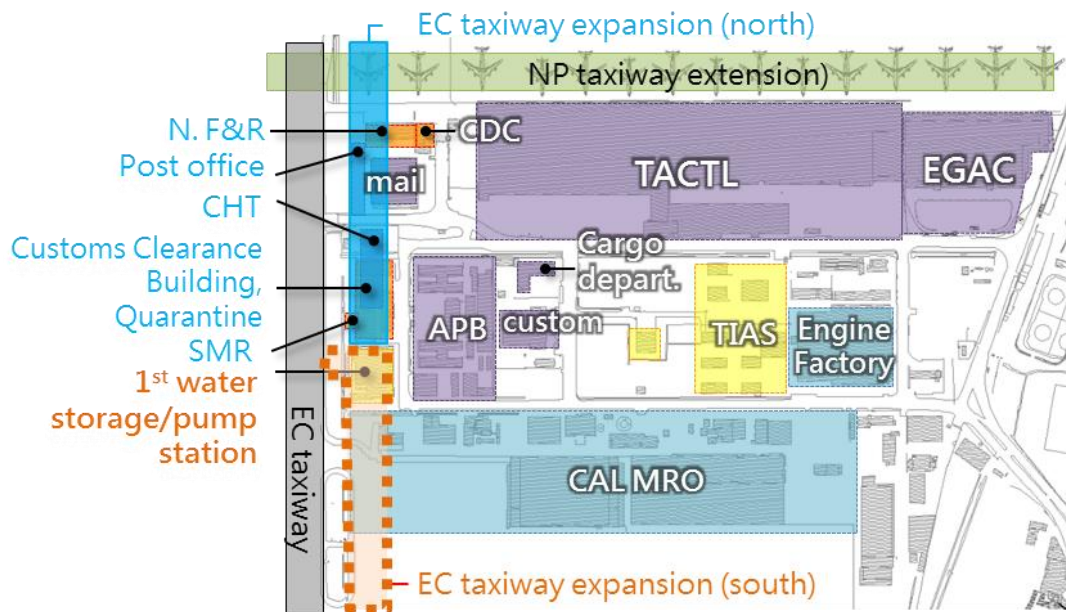 EC taxiway expansion (north)
NP taxiway extension)
N. F&R
CDC
Post office
mail
TACTL
EGAC
CHT
Customs Clearance
Building,
Quarantine
SMR
Cargo
depart.
APB
custom
TIAS
Engine
Factory
1st water
storage/pump
station
EC taxiway
CAL MRO
EC taxiway expansion (south)